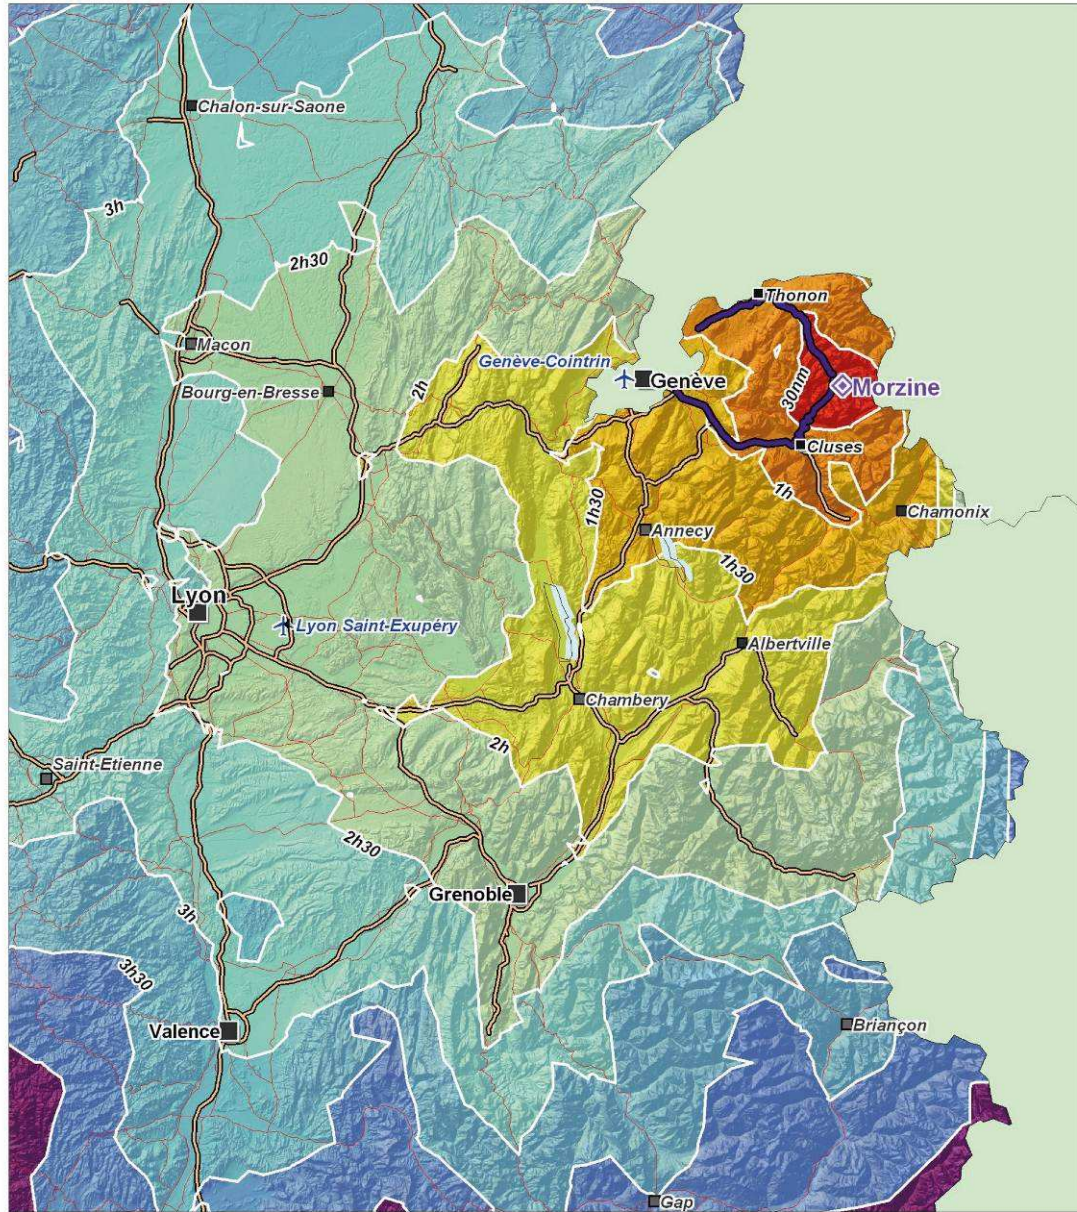 Chalon-sur-Saone
3h
2h30
Thonon
Macon
Genève-Cointrin
Genève
30nm
Morzine
Bourg-en-Bresse
2h
Cluses
1h
1h30
Chamonix
Annecy
1h30
Lyon
Lyon Saint-Exupéry
Albertville
Chambery
2h
Saint-Etienne
2h30
Grenoble
3h
3h30
Valence
Briançon
Gap